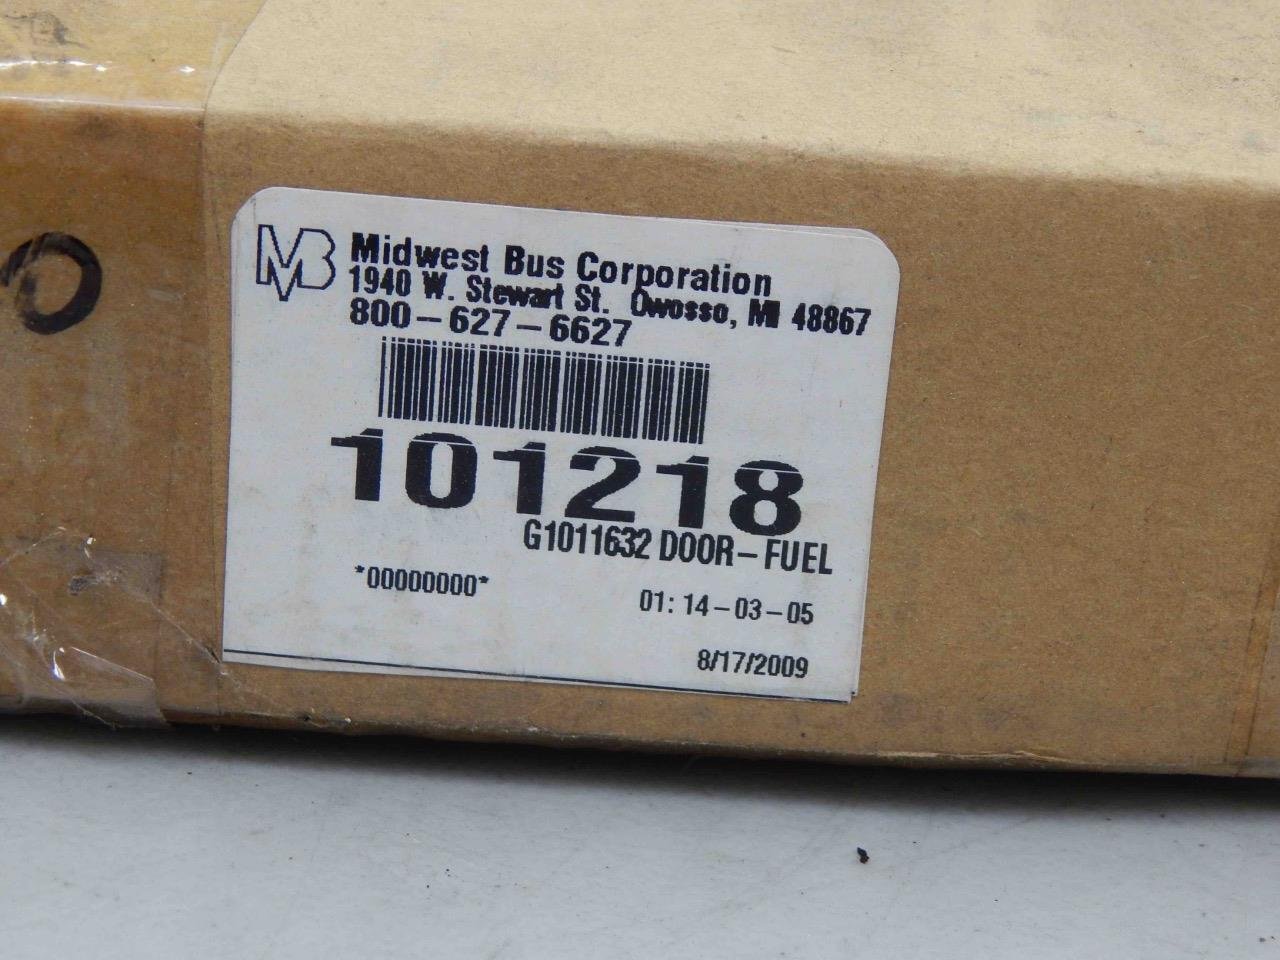 MB
Midwest Bus Corporation
1940 W. Stewart St. Owosso, MI 48867
800-627-6627
101218
G1011632 DOOR-FUEL
*00000000*
01: 14-03-05
8/17/2009
0